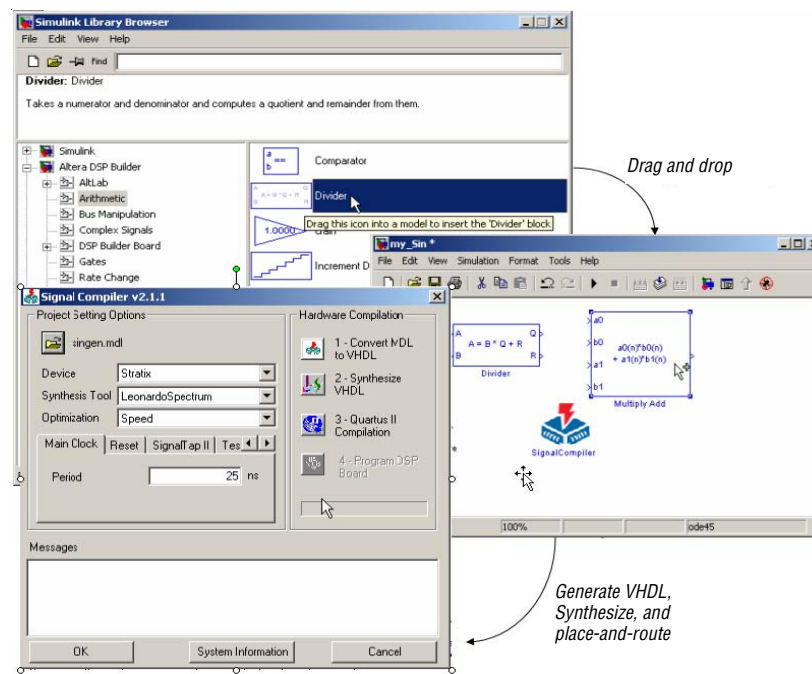 Simulink Library Browser
File Edit View Help
Find
Divider: Divider
Takes a numerator and denominator and computes a quotient and remainder from them.
Simulink
Altera DSP Builder
AltLab
Arithmetic
Bus Manipulation
Complex Signals
DSP Builder Board
Gates
Rate Change
a
b
==
Comparator
A = B * Q + R
Divider
Drag this icon into a model to insert the 'Divider' block
1.0000
Increment D
Drag and drop
my_Sin *
File Edit View Simulation Format Tools Help
A
B
A = B * Q + R
Q
R
Divider
a0
b0
a1
b1
a0(n)*b0(n)
+ a1(n)*b1(n)
Multiply Add
SignalCompiler
100%
ode45
Signal Compiler v2.1.1
Project Setting Options
singen.mdl
Device
Stratix
Synthesis Tool
LeonardoSpectrum
Optimization
Speed
Main Clock
Reset
SignalTap II
Tes
Period
25
ns
Hardware Compilation
1 - Convert MDL
to VHDL
2 - Synthesize
VHDL
3 - Quartus II
Compilation
4 - Program DSP
Board
Messages
OK
System Information
Cancel
Generate VHDL,
Synthesize, and
place-and-route